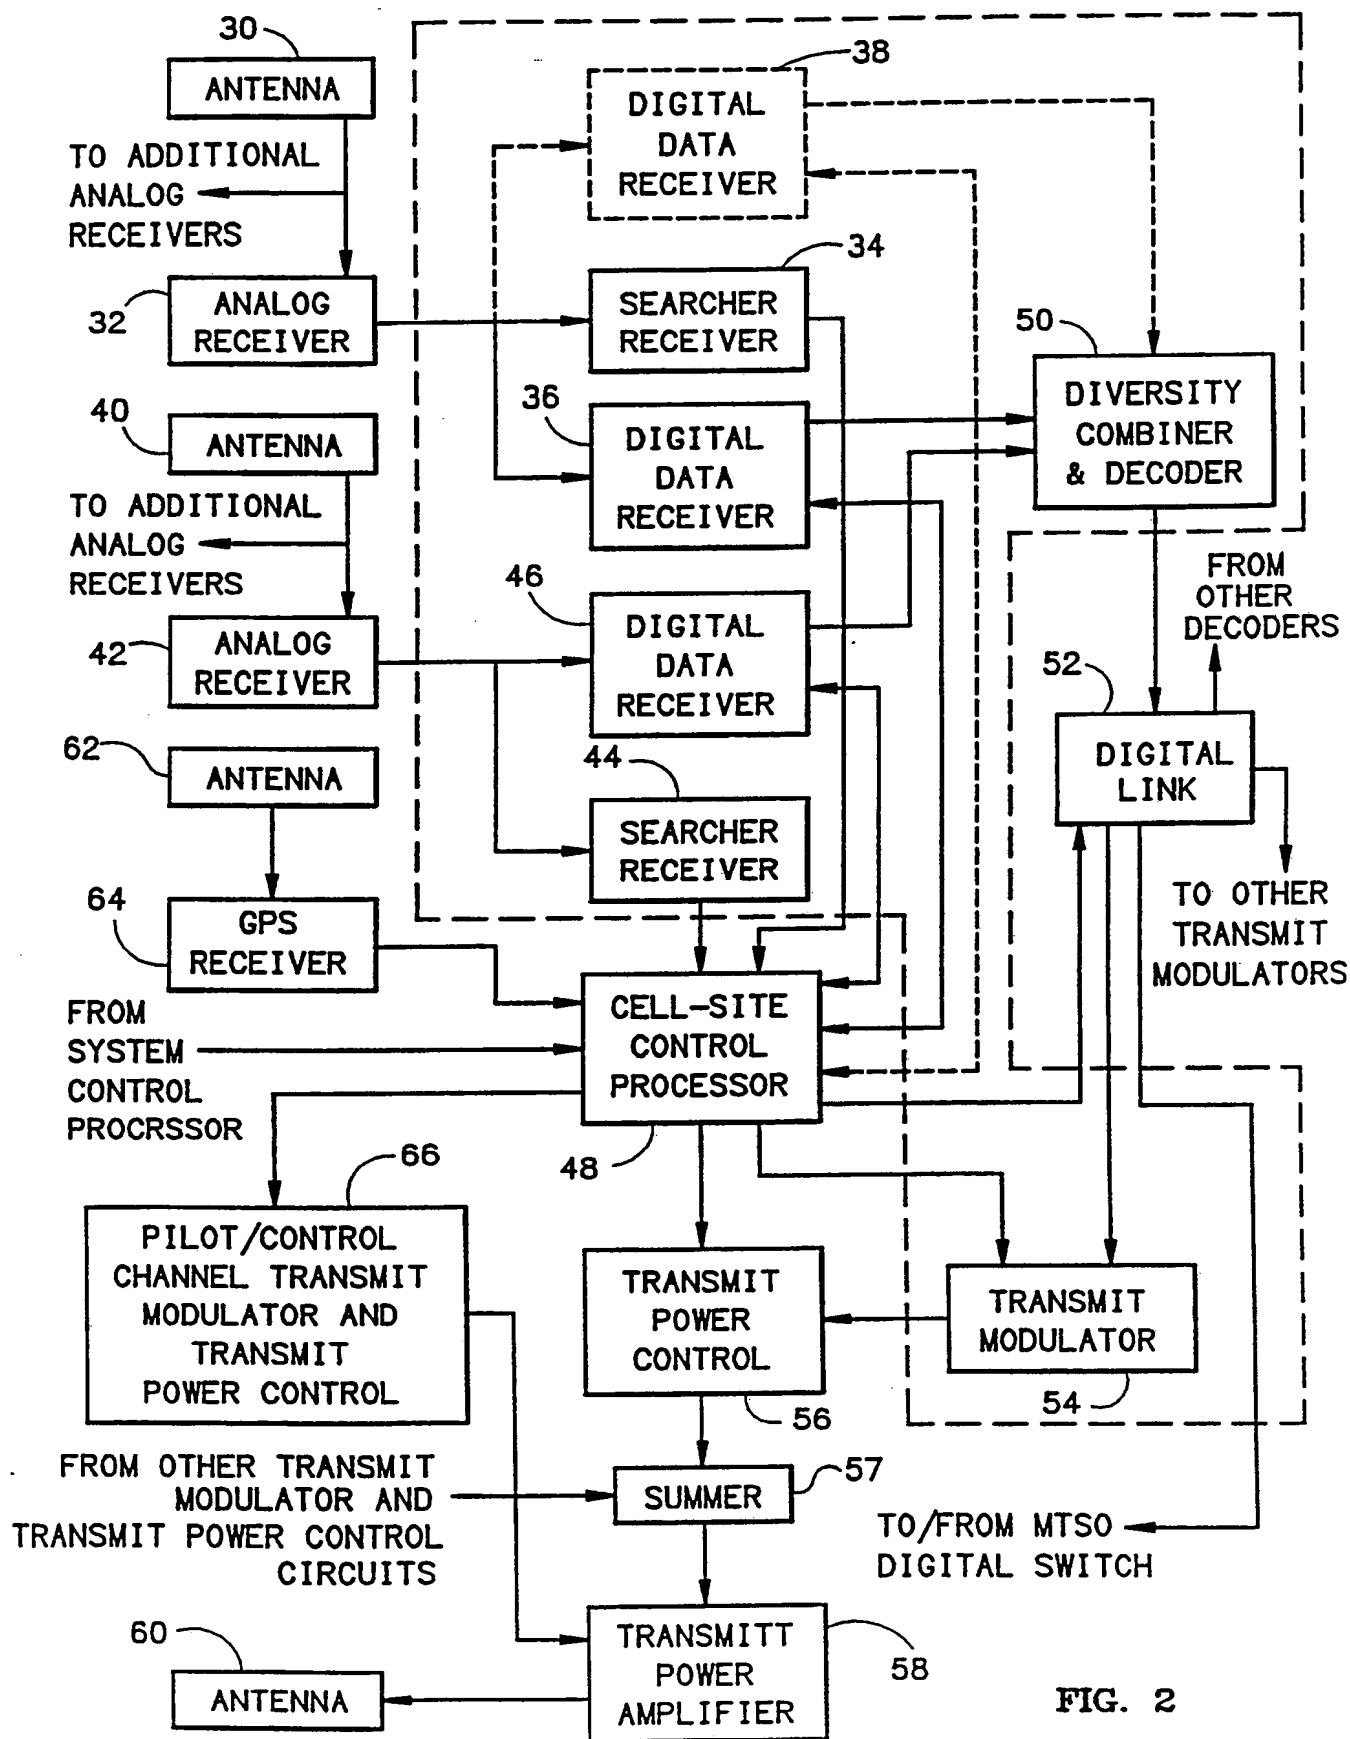 30
ANTENNA
TO ADDITIONAL
ANALOG
RECEIVERS
32
ANALOG
RECEIVER
40
ANTENNA
TO ADDITIONAL
ANALOG
RECEIVERS
42
ANALOG
RECEIVER
62
ANTENNA
64
GPS
RECEIVER
FROM
SYSTEM
CONTROL
PROCRSSOR
38
DIGITAL
DATA
RECEIVER
34
SEARCHER
RECEIVER
36
DIGITAL
DATA
RECEIVER
46
DIGITAL
DATA
RECEIVER
44
SEARCHER
RECEIVER
CELL-SITE
CONTROL
PROCESSOR
48
50
DIVERSITY
COMBINER
& DECODER
FROM
OTHER
DECODERS
52
DIGITAL
LINK
TO OTHER
TRANSMIT
MODULATORS
66
PILOT/CONTROL
CHANNEL TRANSMIT
MODULATOR AND
TRANSMIT
POWER CONTROL
TRANSMIT
POWER
CONTROL
56
TRANSMIT
MODULATOR
54
FROM OTHER TRANSMIT
MODULATOR AND
TRANSMIT POWER CONTROL
CIRCUITS
57
SUMMER
TO/FROM MTSO
DIGITAL SWITCH
60
ANTENNA
TRANSMITT
POWER
AMPLIFIER
58
FIG. 2